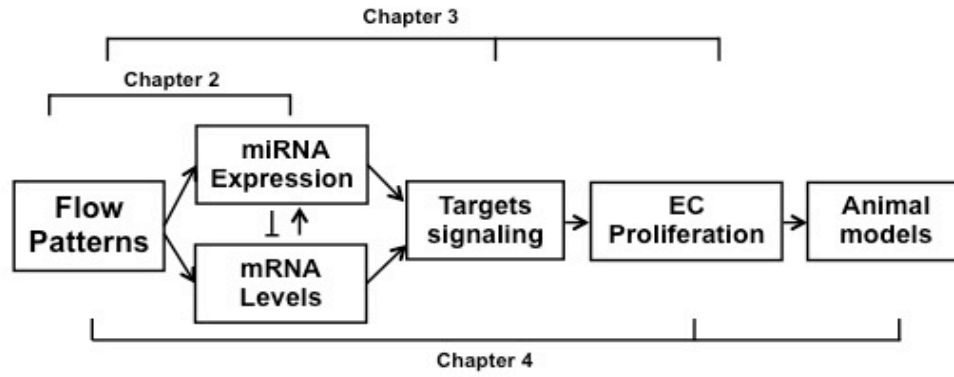 Chapter 3
Chapter 2
Flow
Patterns
miRNA
Expression
mRNA
Levels
Targets
signaling
EC
Proliferation
Animal
models
Chapter 4